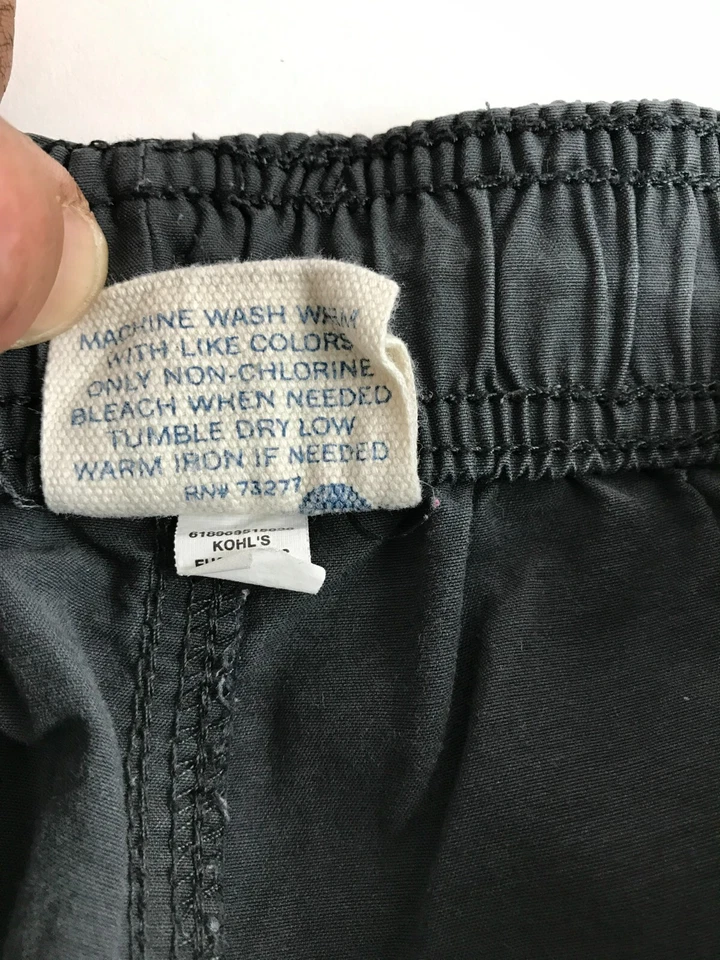 MACHINE WASH WARM
WITH LIKE COLORS
ONLY NON-CHLORINE
BLEACH WHEN NEEDED
TUMBLE DRY LOW
WARM IRON IF NEEDED
RN# 73277
KOHL'S